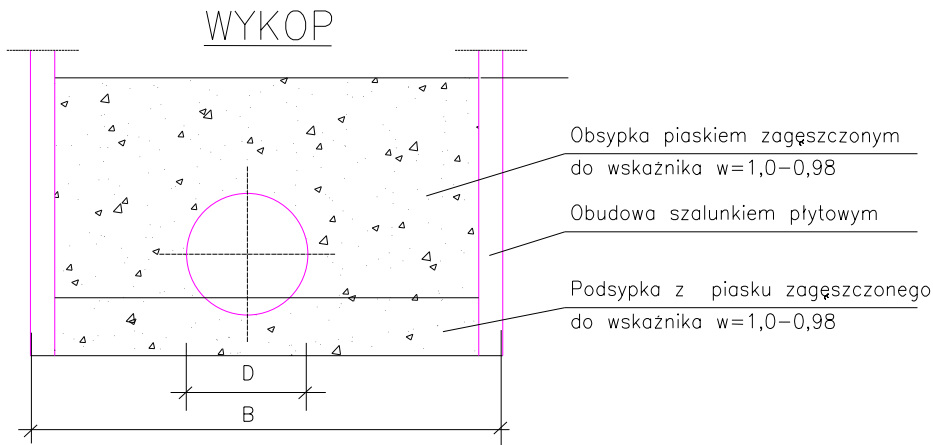 WYKOP
Obsypka piaskiem zagęszczonym
do wskaźnika w=1,0-0,98
Obudowa szalunkiem płytowym
Podsypka z piasku zagęszczonego
do wskaźnika w=1,0-0,98
D
B